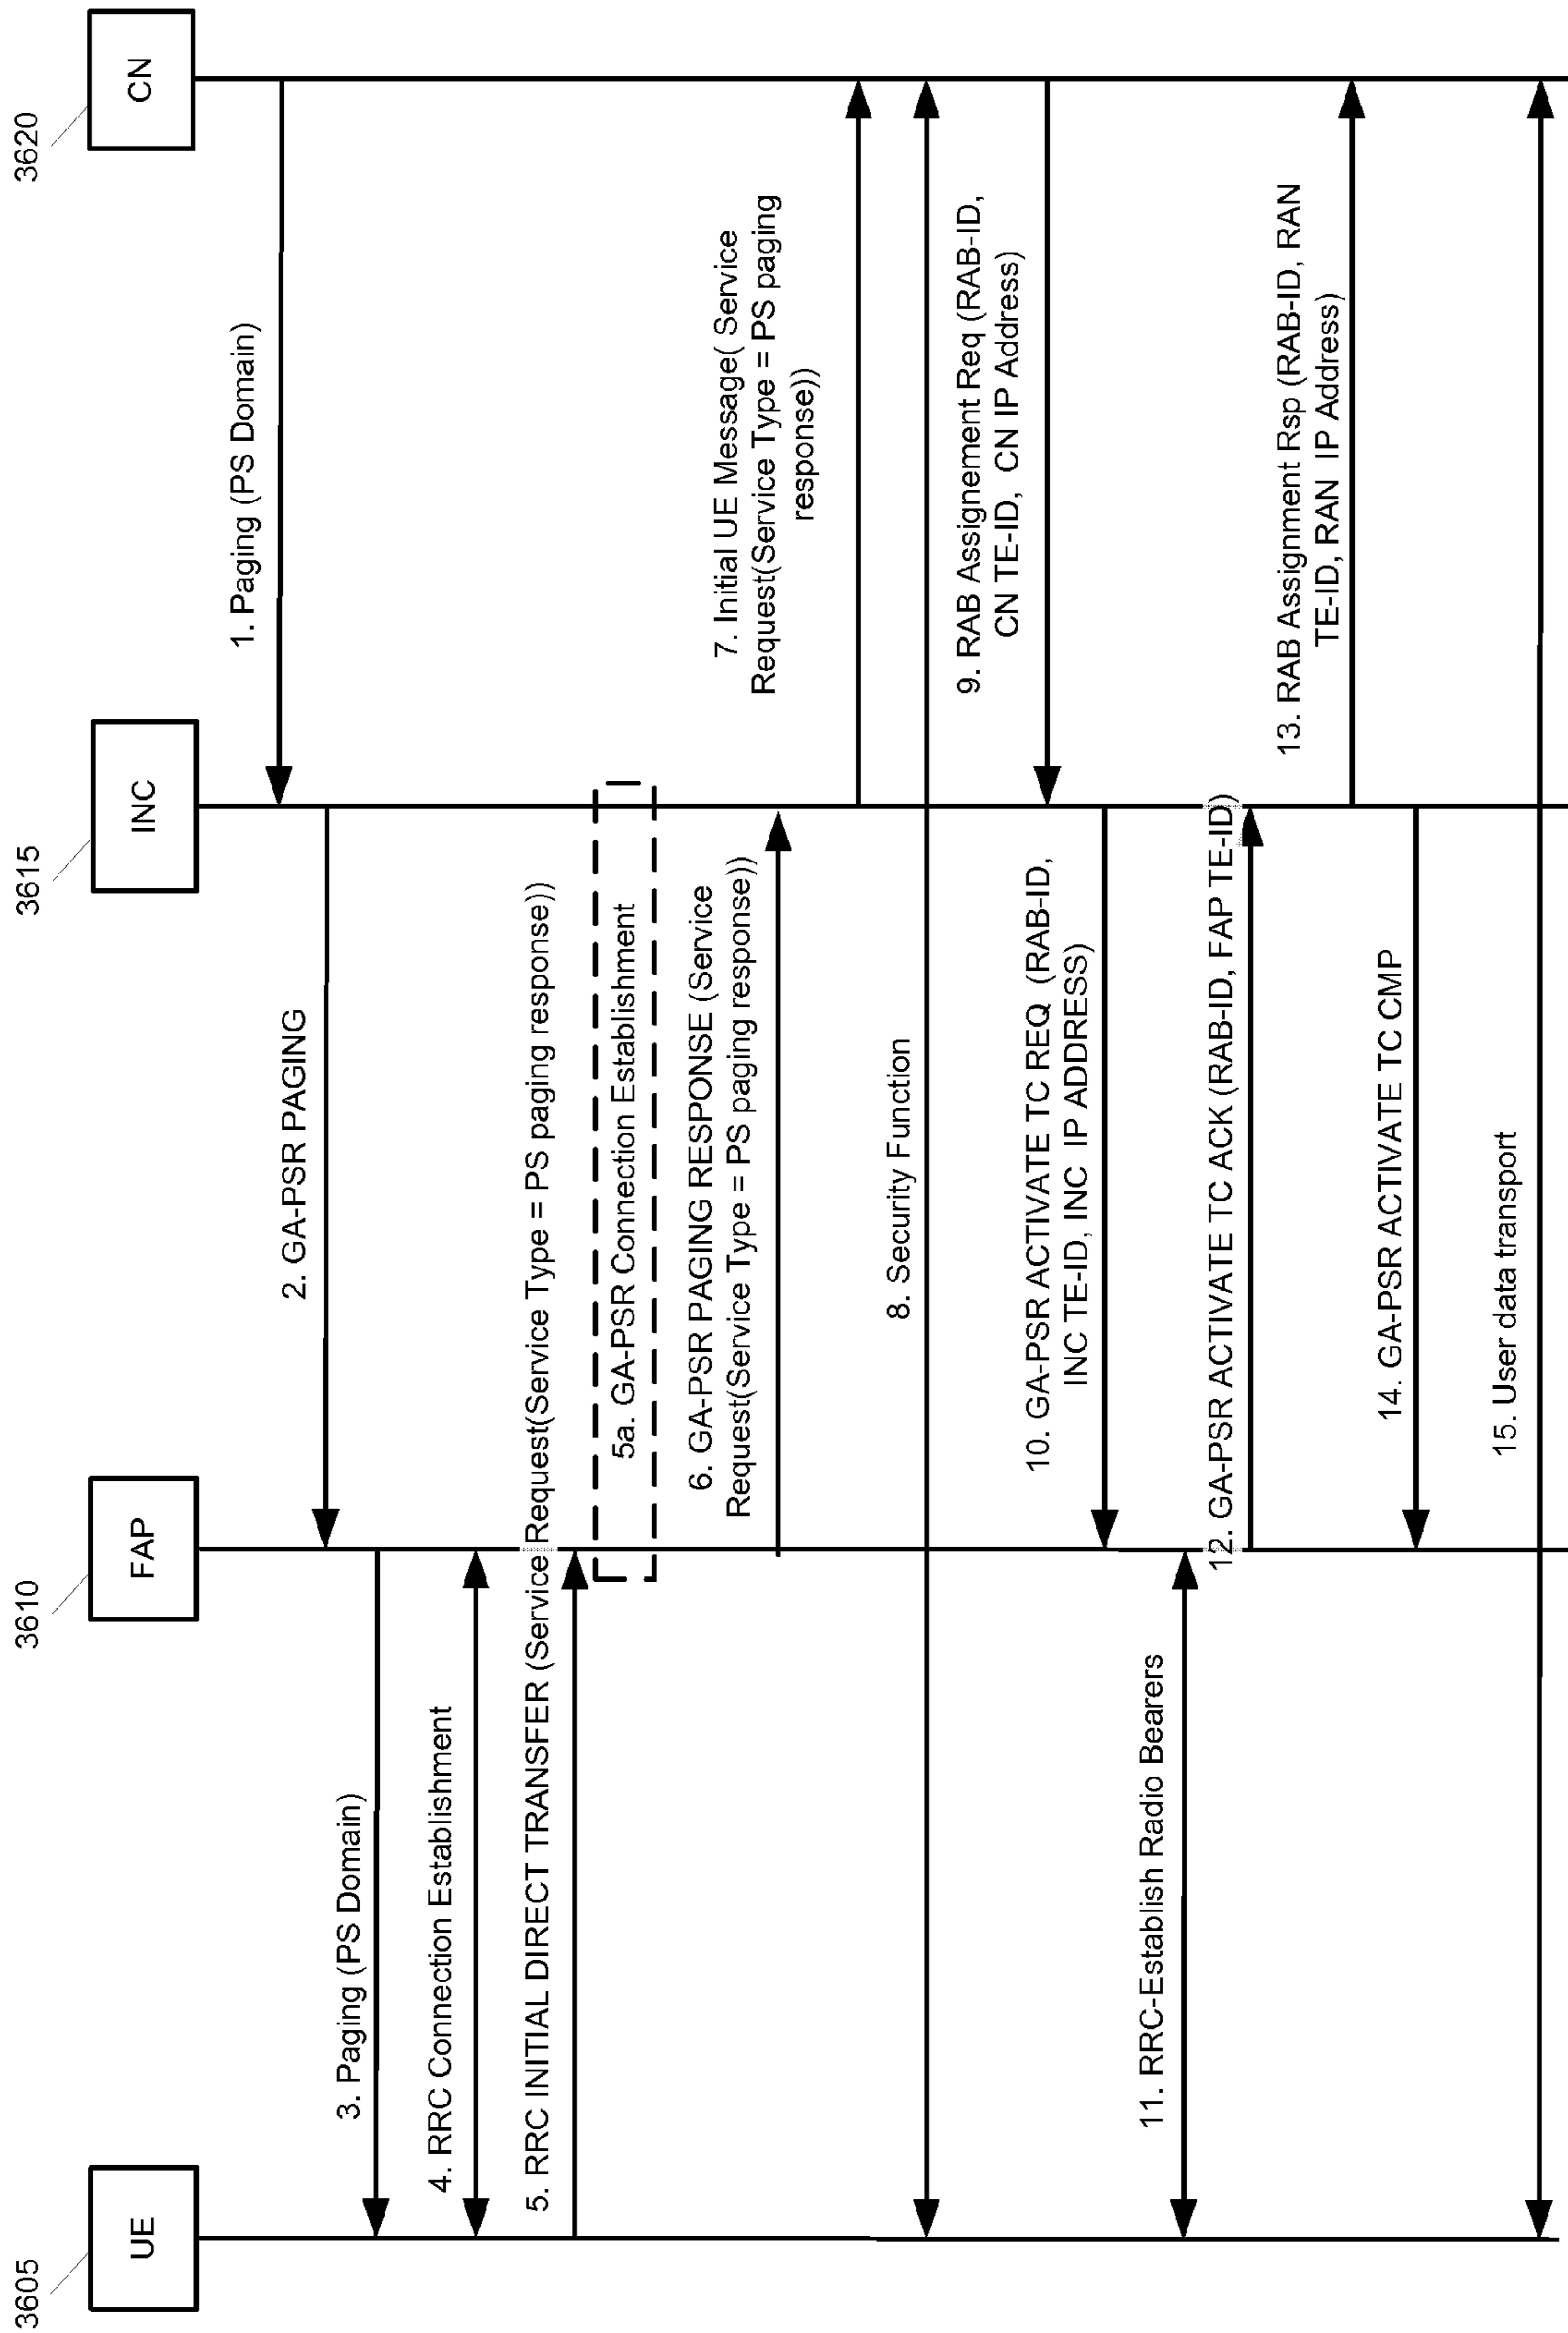 3605
3610
3615
3620
UE
FAP
INC
CN
1. Paging (PS Domain)
2. GA-PSR PAGING
3. Paging (PS Domain)
4. RRC Connection Establishment
5. RRC INITIAL DIRECT TRANSFER (Service Request(Service Type = PS paging response))
5a. GA-PSR Connection Establishment
6. GA-PSR PAGING RESPONSE (Service
Request(Service Type = PS paging response))
7. Initial UE Message( Service
Request(Service Type = PS paging
response))
8. Security Function
9. RAB Assignement Req (RAB-ID,
CN TE-ID, CN IP Address)
10. GA-PSR ACTIVATE TC REQ (RAB-ID,
INC TE-ID, INC IP ADDRESS)
11. RRC-Establish Radio Bearers
12. GA-PSR ACTIVATE TC ACK (RAB-ID, FAP TE-ID)
13. RAB Assignment Rsp (RAB-ID, RAN
TE-ID, RAN IP Address)
14. GA-PSR ACTIVATE TC CMP
15. User data transport